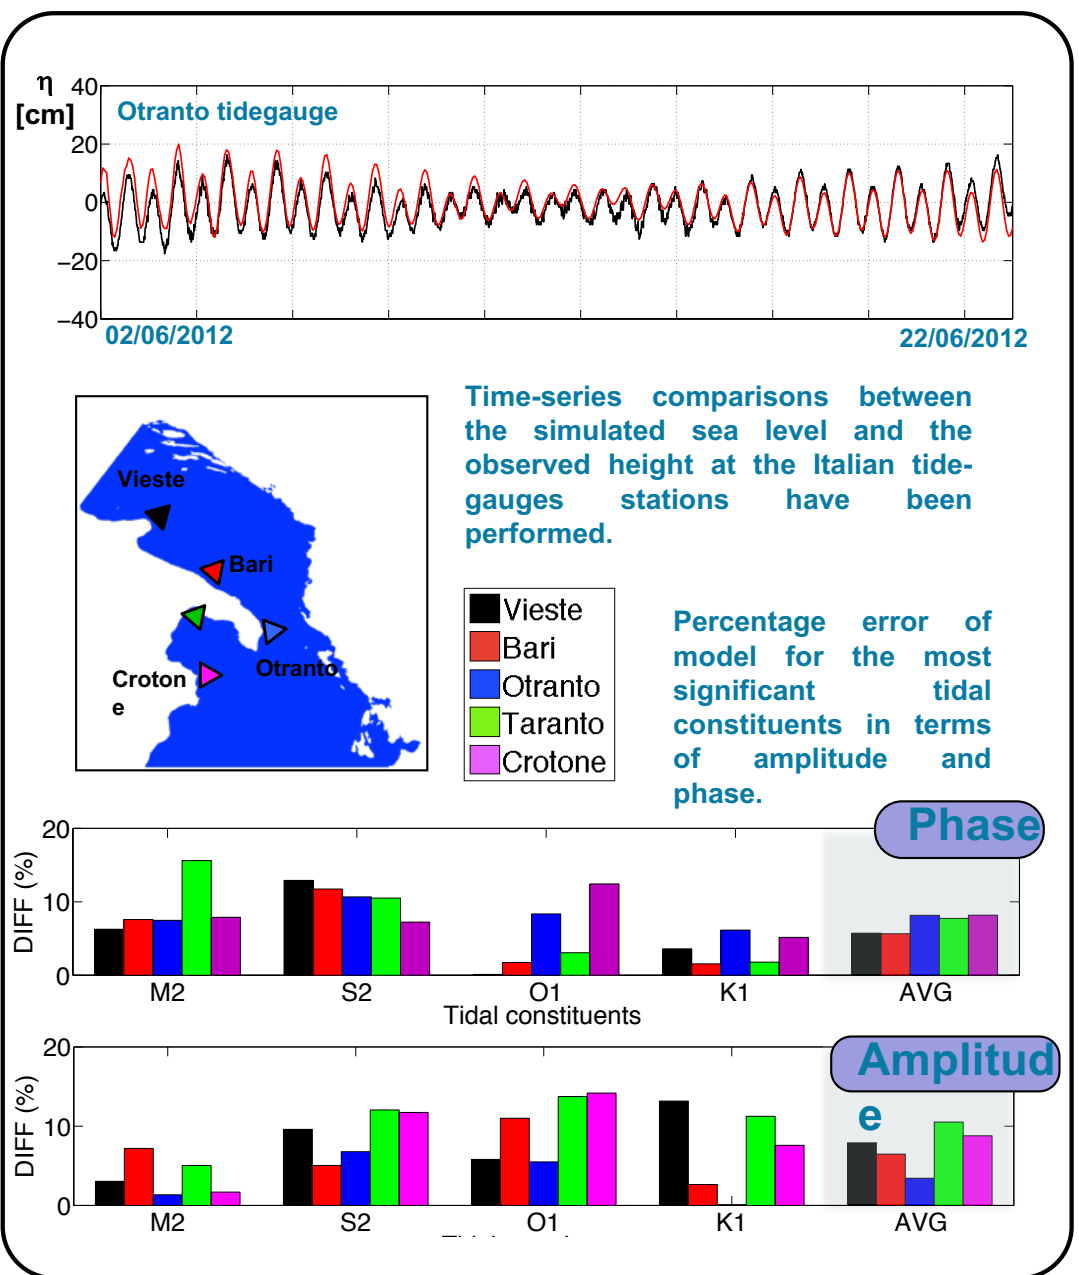 η
[cm]
40
20
0
−20
−40
Otranto tidegauge
02/06/2012
22/06/2012
Time-series comparisons between
the simulated sea level and the
observed height at the Italian tide-
gauges stations have been
performed.
Vieste
Bari
Otranto
Croton
e
Vieste
Bari
Otranto
Taranto
Crotone
Percentage error of
model for the most
significant tidal
constituents in terms
of amplitude and
phase.
Phase
20
10
0
DIFF (%)
M2 S2 O1 K1 AVG
Tidal constituents
Amplitud
e
20
10
0
DIFF (%)
M2 S2 O1 K1 AVG